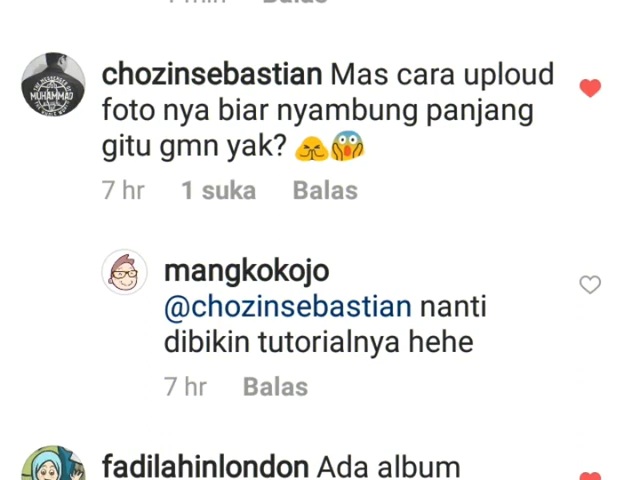 Balas
chozinsebastian Mas cara uploud
foto nya biar nyambung panjang
gitu gmn yak? 🙏😱
7 hr 1 suka Balas
mangkokojo
@chozinsebastian nanti
dibikin tutorialnya hehe
7 hr Balas
fadilahinlondon Ada album